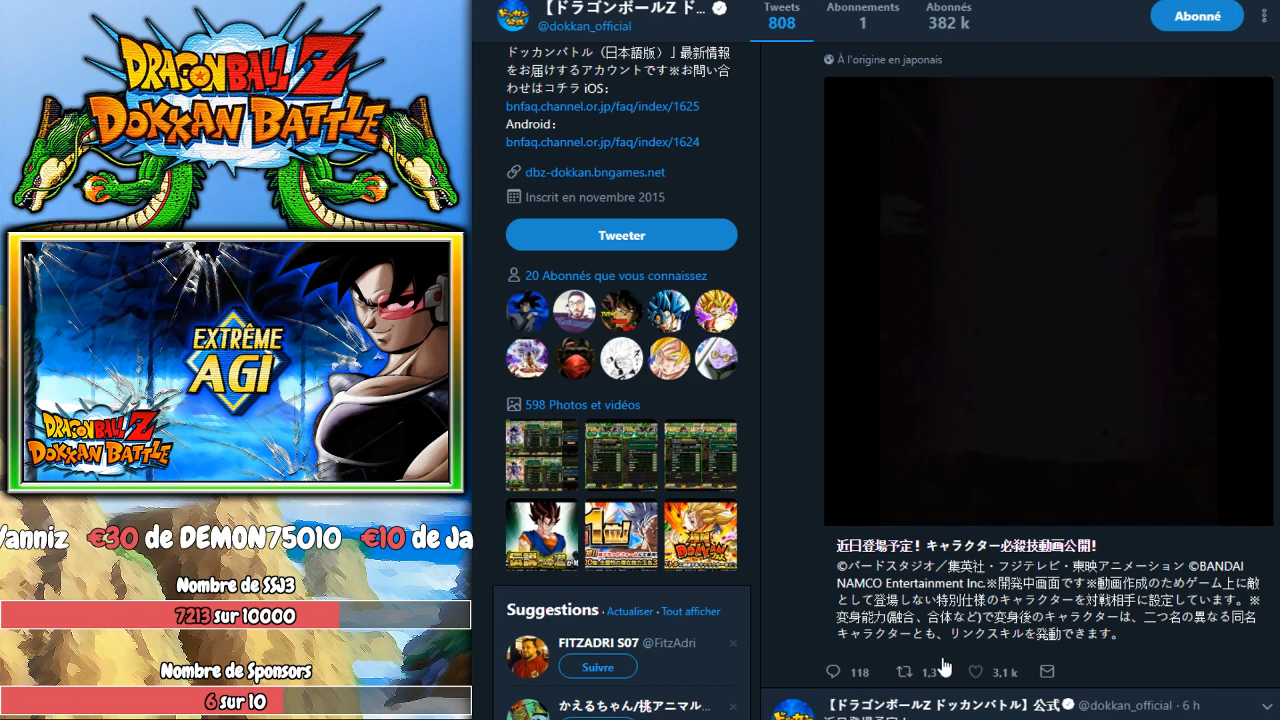 DRAGON BALL Z
DOKKAN BATTLE
EXTRÊME
AGI
DRAGON BALL Z
DOKKAN BATTLE
Yanniz €30 de DEMON75010 €10 de Ja
Nombre de SSJ3
7213 sur 10000
Nombre de Sponsors
6 sur 10
【ドラゴンボールZ ド...
@dokkan_official
ドッカンバトル（日本語版）」最新情報
をお届けするアカウントです※お問い合
わせはコチラ iOS：
bnfaq.channel.or.jp/faq/index/1625
Android：
bnfaq.channel.or.jp/faq/index/1624
dbz-dokkan.bngames.net
Inscrit en novembre 2015
Tweeter
20 Abonnés que vous connaissez
598 Photos et vidéos
Suggestions · Actualiser · Tout afficher
FITZADRI S07 @FitzAdri
Suivre
かえるちゃん/桃アニマル...
Tweets
808
Abonnements
1
Abonnés
382 k
Abonné
À l'origine en japonais
近日登場予定！キャラクター必殺技動画公開！
©バードスタジオ／集英社・フジテレビ・東映アニメーション ©BANDAI
NAMCO Entertainment Inc.※開発中画面です※動画作成のためゲーム上に敵
として登場しない特別仕様のキャラクターを対戦相手に設定しています。※
変身能力(融合、合体など)で変身後のキャラクターは、二つ名の異なる同名
キャラクターとも、リンクスキルを発動できます。
118 1,3 3,1 k
【ドラゴンボールZ ドッカンバトル】公式 @dokkan_official · 6 h
近日登場予定！